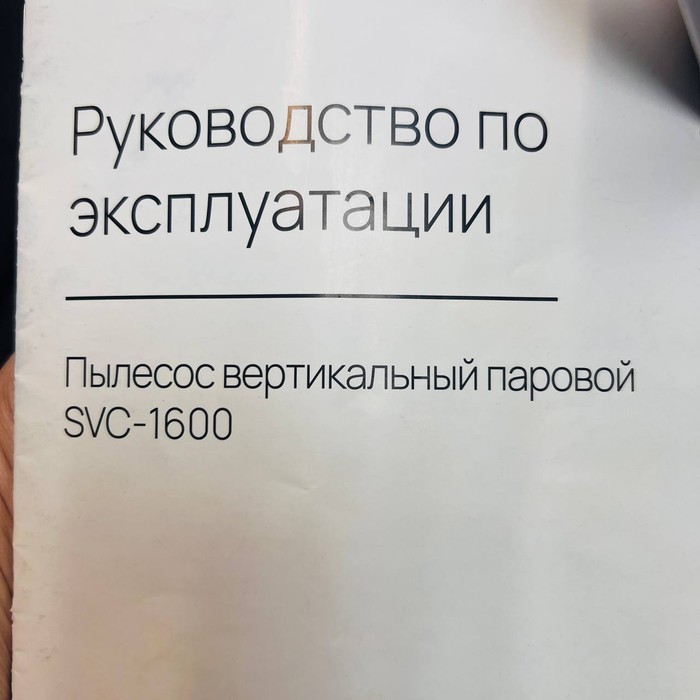 Руководство по
эксплуатации
Пылесос вертикальный паровой
SVC-1600